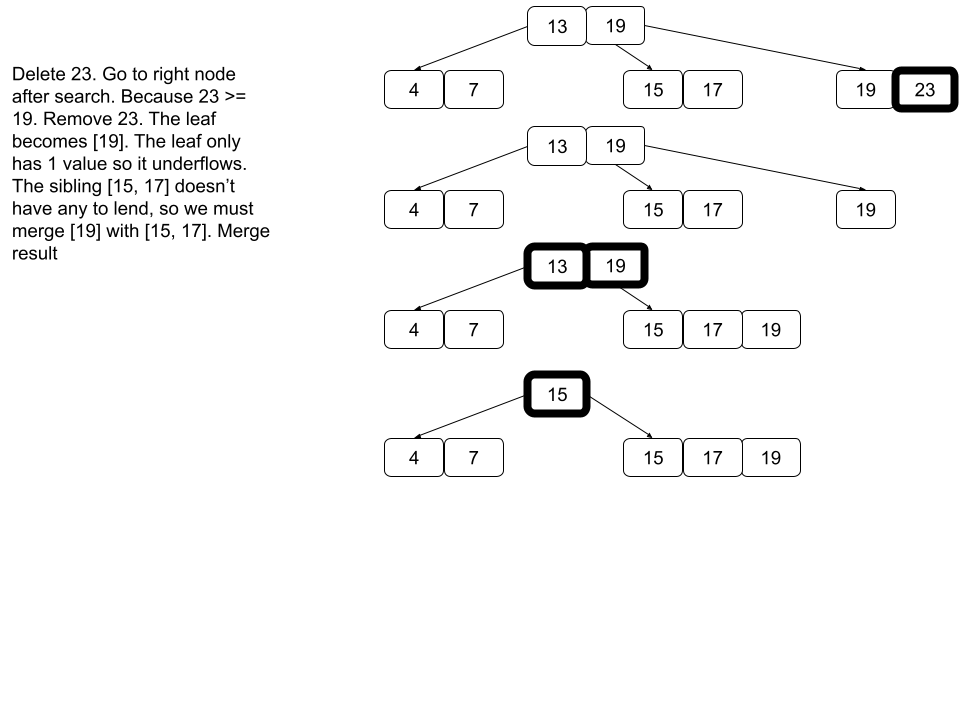 Delete 23. Go to right node
after search. Because 23 >=
19. Remove 23. The leaf
becomes [19]. The leaf only
has 1 value so it underflows.
The sibling [15, 17] doesn’t
have any to lend, so we must
merge [19] with [15, 17]. Merge
result
13 19
4 7 15 17 19 23
13 19
4 7 15 17 19
13 19
4 7 15 17 19
15
4 7 15 17 19